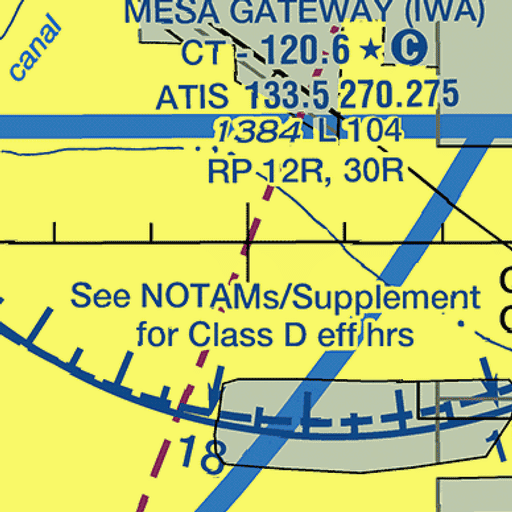 MESA GATEWAY (IWA)
canal
CT - 120.6 ★ C
ATIS 133.5 270.275
1384 L 104
RP 12R, 30R
See NOTAMs/Supplement
for Class D eff hrs
18